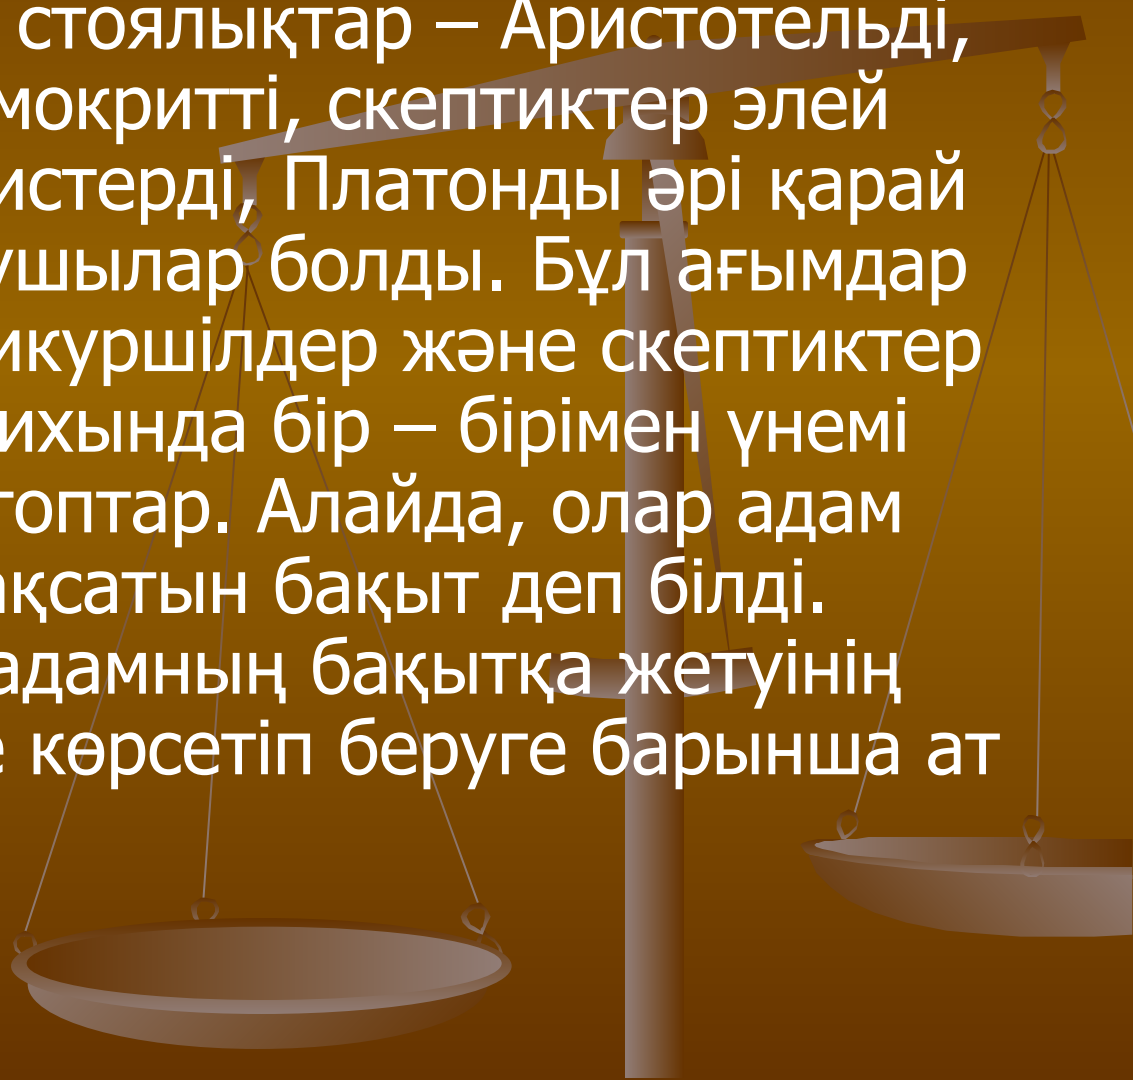 стоялықтар – Аристотельді,
мокритті, скептиктер элей
истерді, Платонды әрі қарай
ушылар болды. Бұл ағымдар
икуршілдер және скептиктер
ихында бір – бірімен үнемі
топтар. Алайда, олар адам
ақсатын бақыт деп білді.
адамның бақытқа жетуінің
е көрсетіп беруге барынша ат